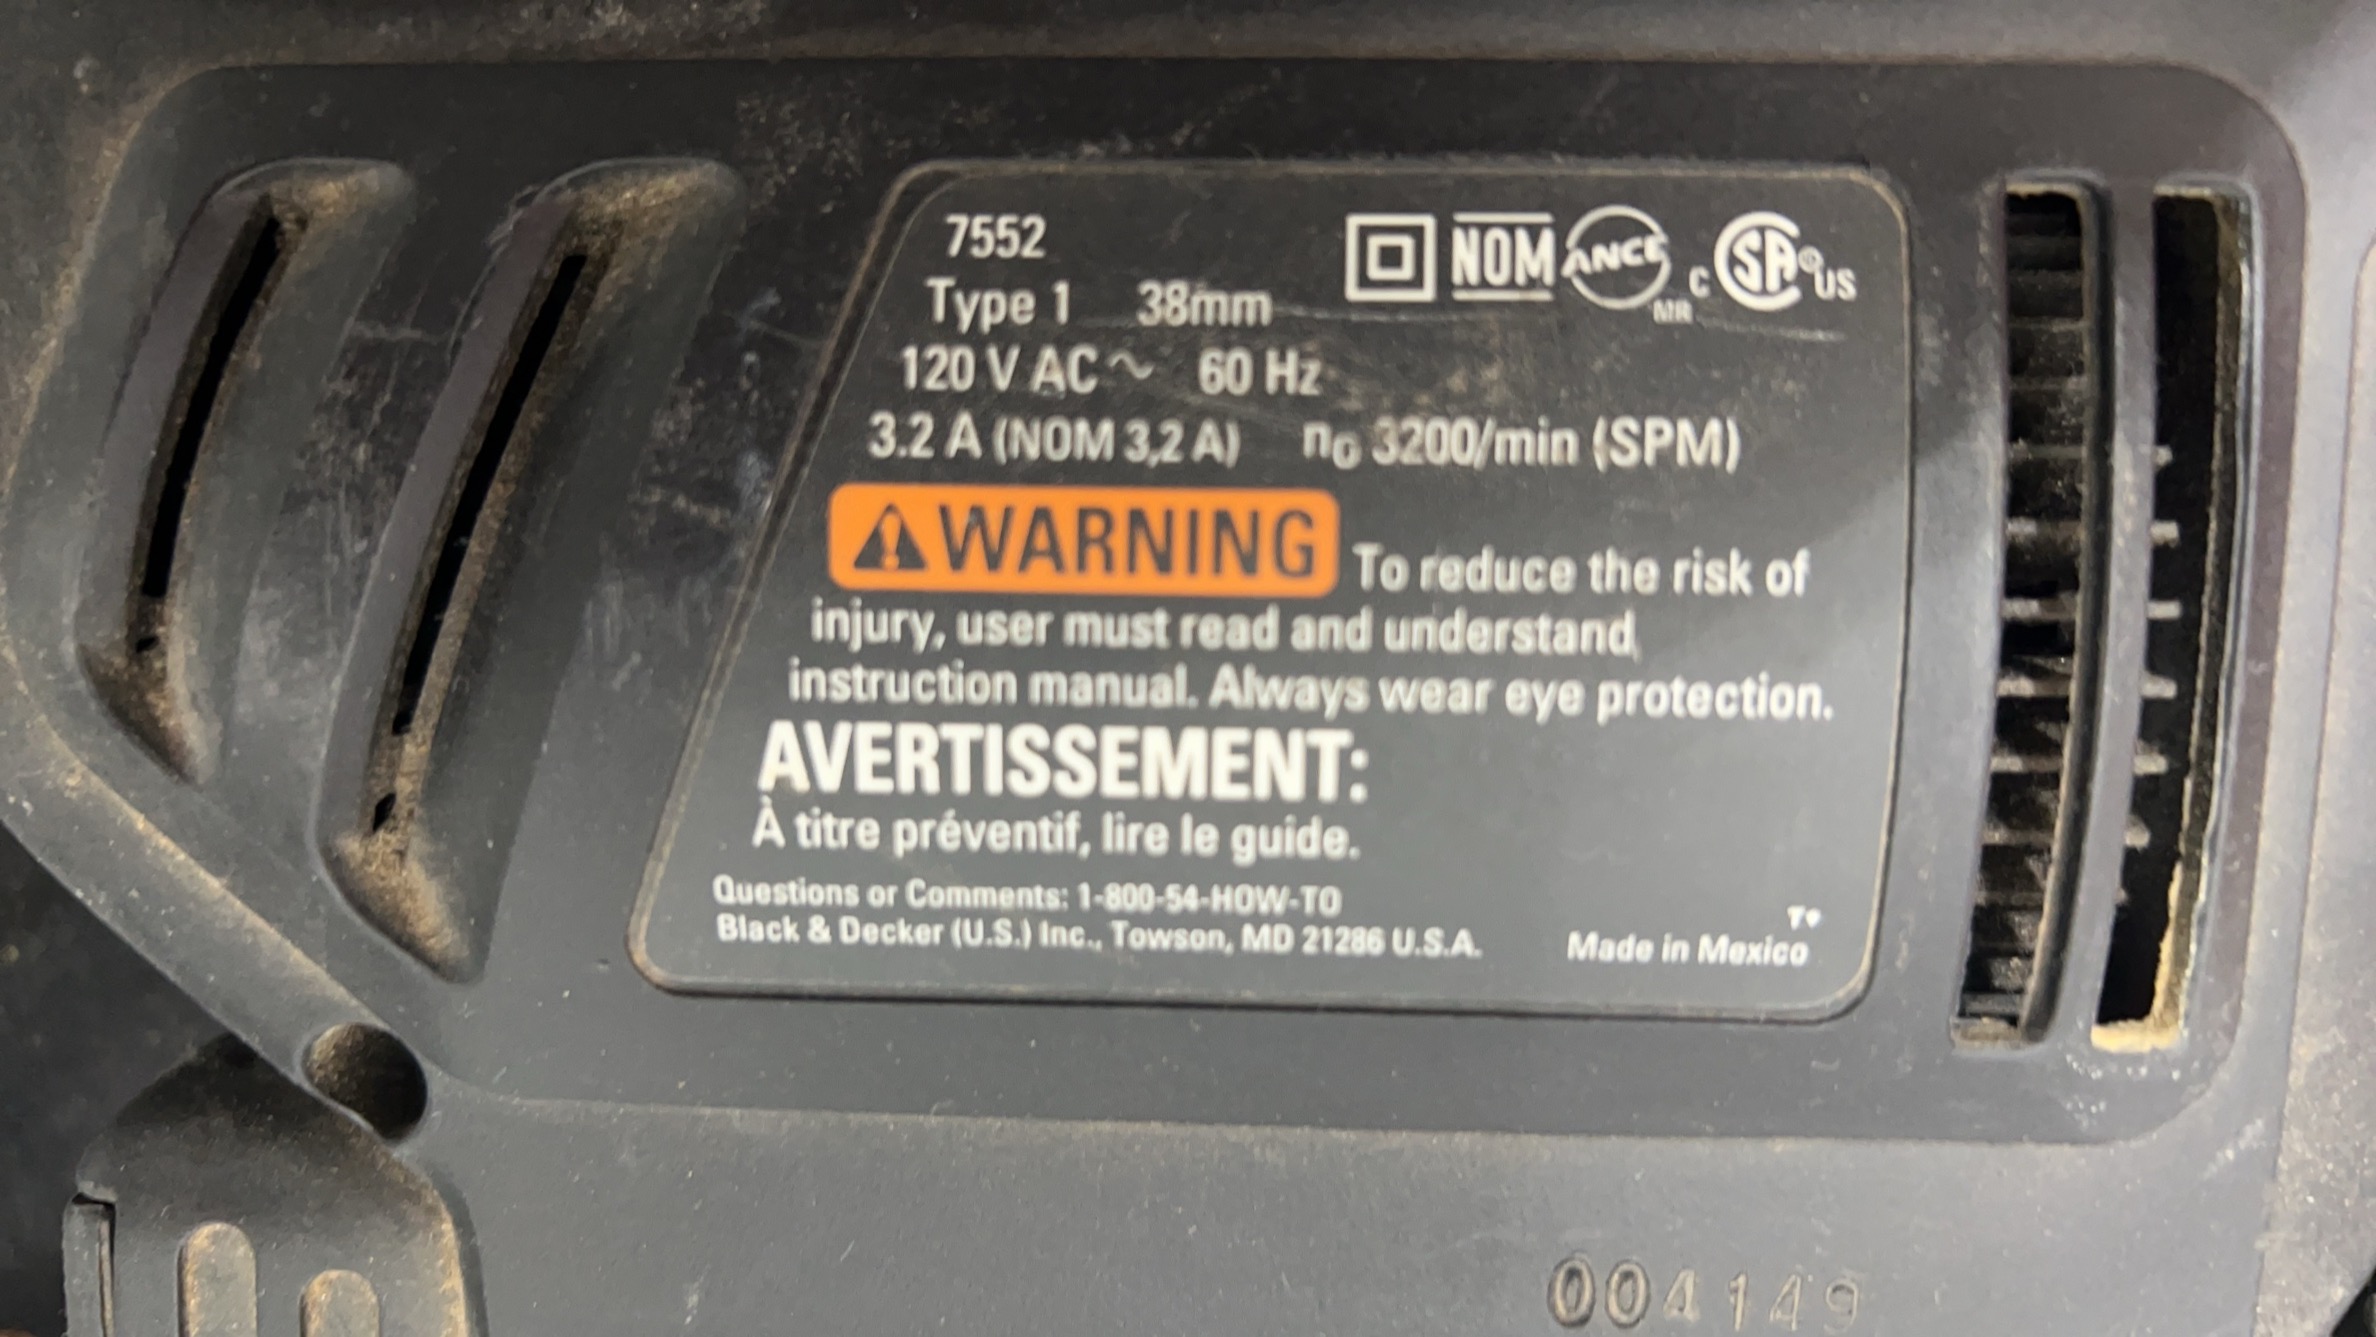 7552
Type 1 38mm
NOM ANCE MR C SA® US
120 V AC ~ 60 Hz
3.2 A (NOM 3,2 A) n₀ 3200/min (SPM)
⚠WARNING To reduce the risk of
injury, user must read and understand
instruction manual. Always wear eye protection.
AVERTISSEMENT:
À titre préventif, lire le guide.
Questions or Comments: 1-800-54-HOW-TO
Black & Decker (U.S.) Inc., Towson, MD 21286 U.S.A.
Made in Mexico
004149